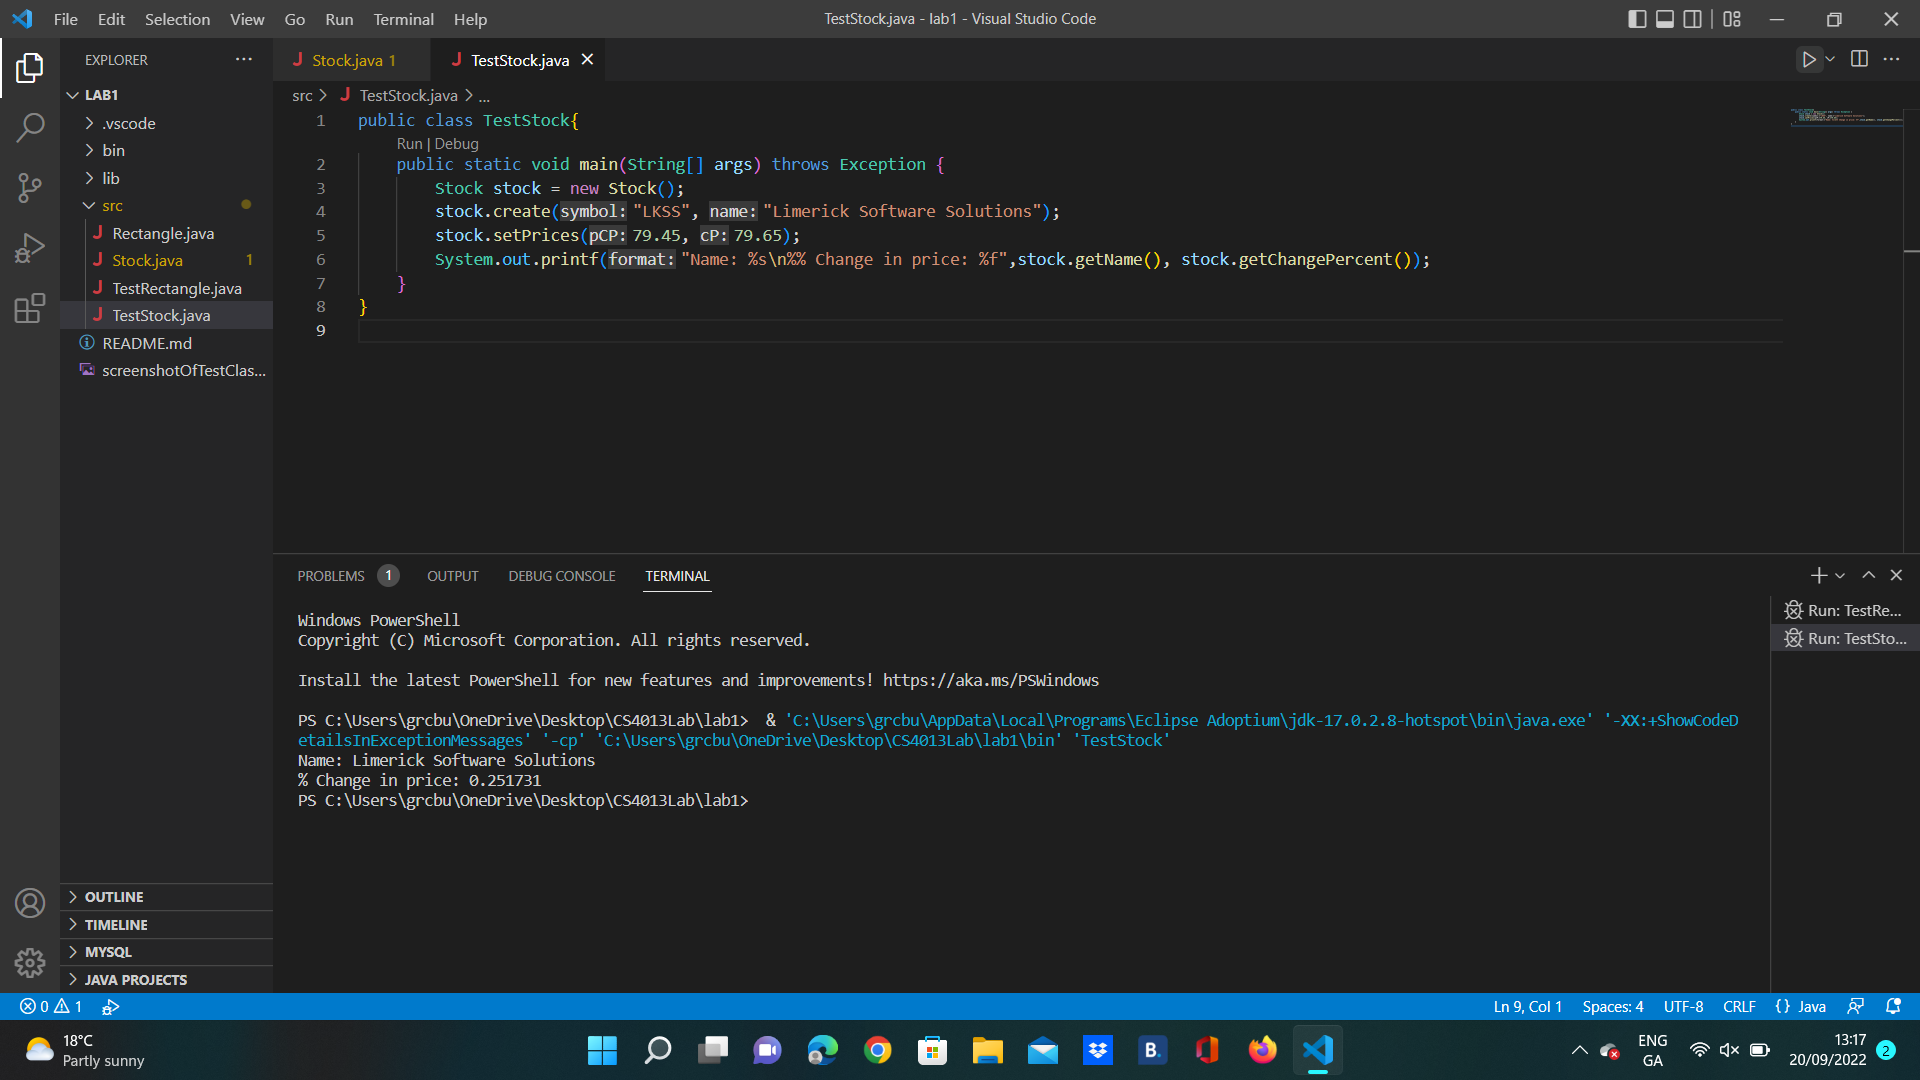 File Edit Selection View Go Run Terminal Help
TestStock.java - lab1 - Visual Studio Code
EXPLORER
LAB1
.vscode
bin
lib
src
Rectangle.java
Stock.java 1
TestRectangle.java
TestStock.java
README.md
screenshotOfTestClas...
OUTLINE
TIMELINE
MYSQL
JAVA PROJECTS
Stock.java 1
TestStock.java
src > TestStock.java > ...
1 public class TestStock{
Run | Debug
2 public static void main(String[] args) throws Exception {
3 Stock stock = new Stock();
4 stock.create(symbol: "LKSS", name: "Limerick Software Solutions");
5 stock.setPrices(pCP: 79.45, cP: 79.65);
6 System.out.printf(format: "Name: %s\n%% Change in price: %f",stock.getName(), stock.getChangePercent());
7 }
8 }
9
PROBLEMS 1 OUTPUT DEBUG CONSOLE TERMINAL
Windows PowerShell
Copyright (C) Microsoft Corporation. All rights reserved.
Install the latest PowerShell for new features and improvements! https://aka.ms/PSWindows
PS C:\Users\grcbu\OneDrive\Desktop\CS4013Lab\lab1>  & 'C:\Users\grcbu\AppData\Local\Programs\Eclipse Adoptium\jdk-17.0.2.8-hotspot\bin\java.exe' '-XX:+ShowCodeD
etailsInExceptionMessages' '-cp' 'C:\Users\grcbu\OneDrive\Desktop\CS4013Lab\lab1\bin' 'TestStock'
Name: Limerick Software Solutions
% Change in price: 0.251731
PS C:\Users\grcbu\OneDrive\Desktop\CS4013Lab\lab1>
Run: TestRe...
Run: TestSto...
0 1
Ln 9, Col 1 Spaces: 4 UTF-8 CRLF {} Java
18°C
Partly sunny
B.
ENG
GA
13:17
20/09/2022
2